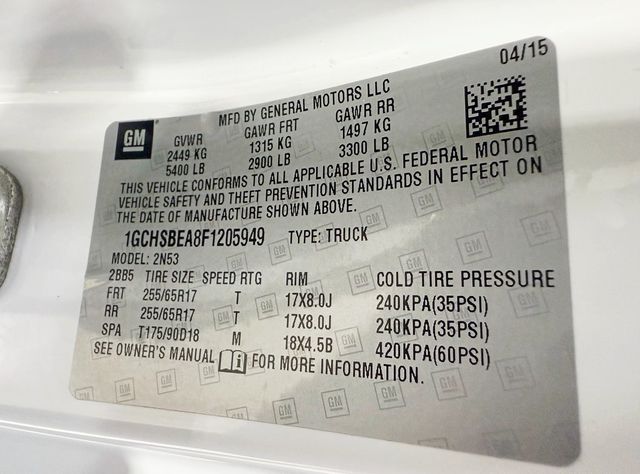 04/15
GM
MFD BY GENERAL MOTORS LLC
GVWR GAWR FRT GAWR RR
2449 KG 1315 KG 1497 KG
5400 LB 2900 LB 3300 LB
THIS VEHICLE CONFORMS TO ALL APPLICABLE U.S. FEDERAL MOTOR
VEHICLE SAFETY AND THEFT PREVENTION STANDARDS IN EFFECT ON
THE DATE OF MANUFACTURE SHOWN ABOVE.
1GCHSBEA8F1205949 TYPE: TRUCK
MODEL: 2N53
2BB5 TIRE SIZE SPEED RTG RIM COLD TIRE PRESSURE
FRT 255/65R17 T 17X8.0J 240KPA(35PSI)
RR 255/65R17 T 17X8.0J 240KPA(35PSI)
SPA T175/90D18 M 18X4.5B 420KPA(60PSI)
SEE OWNER'S MANUAL FOR MORE INFORMATION.